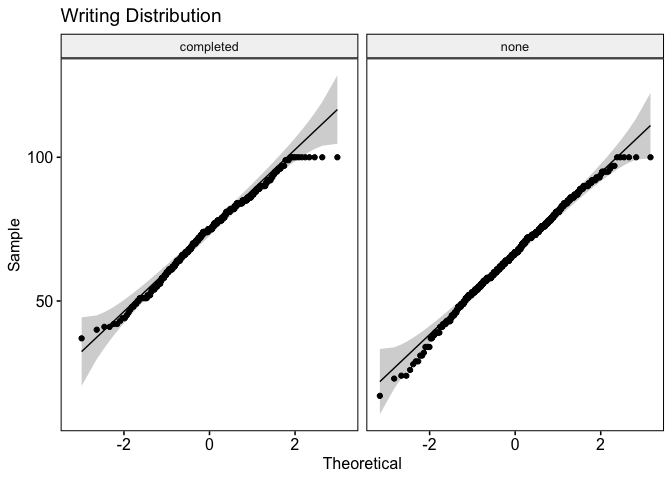 Writing Distribution
completed none
100
50
Sample
-2 0 2 -2 0 2
Theoretical